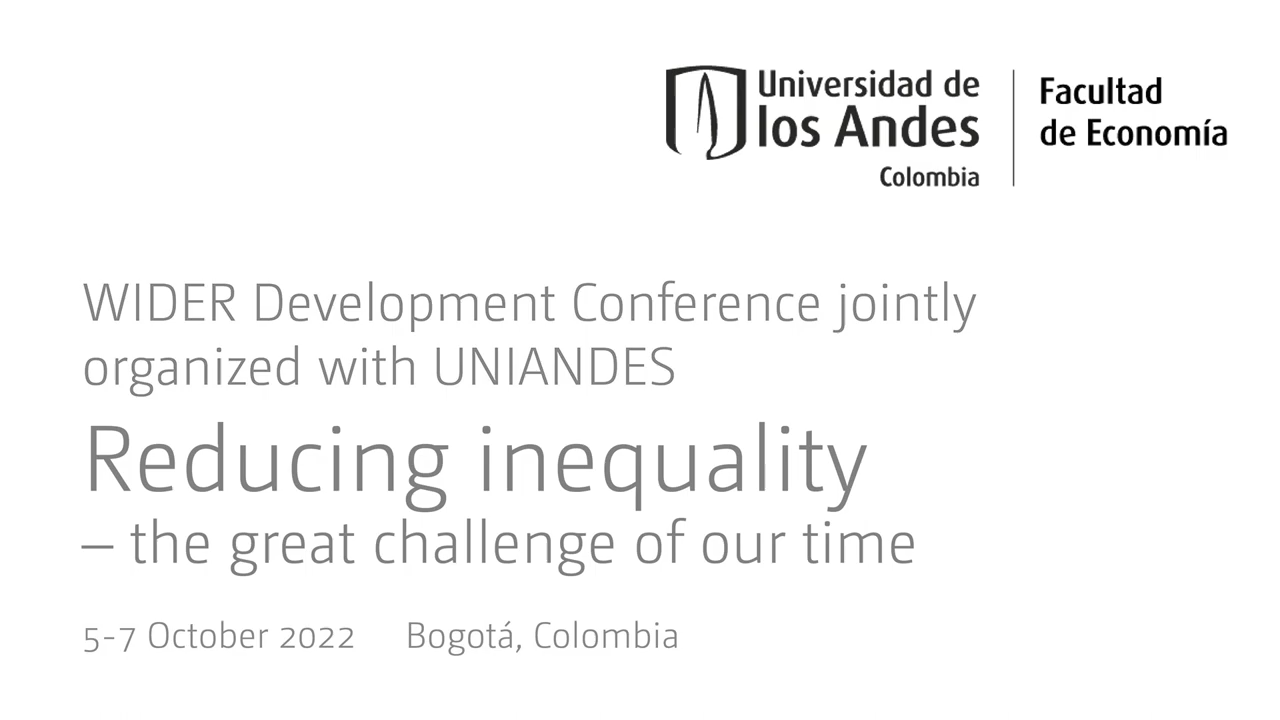 Universidad de
los Andes
Colombia
Facultad
de Economía
WIDER Development Conference jointly
organized with UNIANDES
Reducing inequality
– the great challenge of our time
5-7 October 2022 Bogotá, Colombia